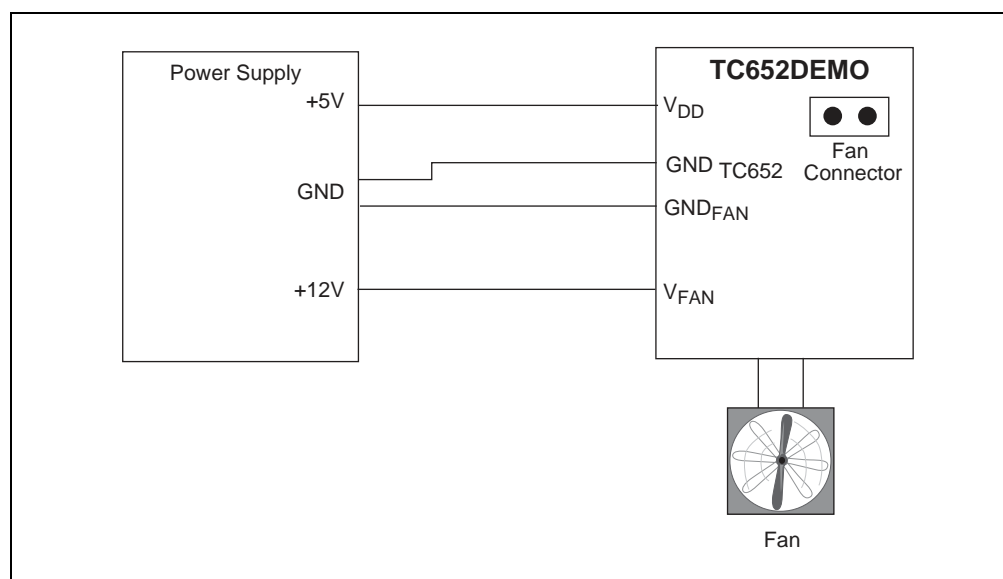 Power Supply
+5V
GND
+12V
TC652DEMO
VDD
GND TC652
GNDFAN
VFAN
Fan
Connector
Fan